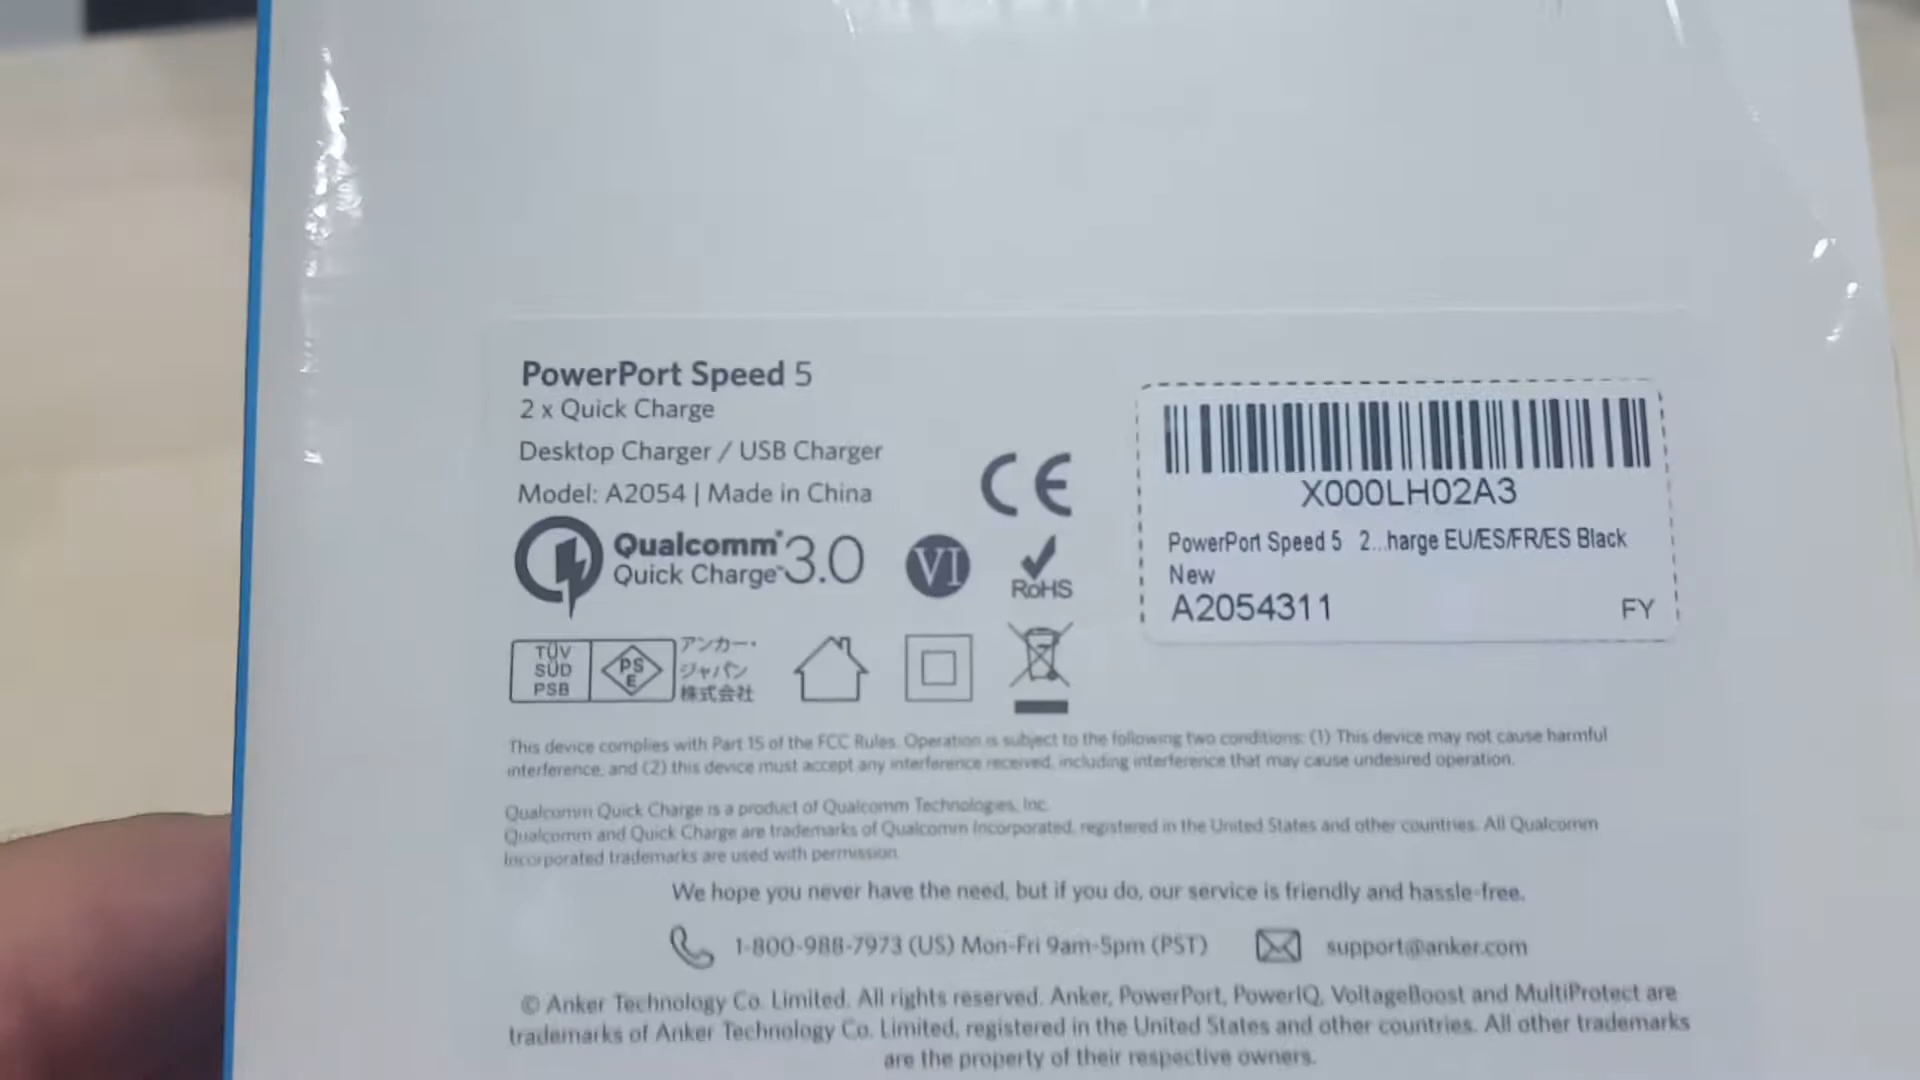 PowerPort Speed 5
2 x Quick Charge
Desktop Charger / USB Charger
Model: A2054 | Made in China
CE
Qualcomm®
Quick Charge™ 3.0
VI
RoHS
TÜV
SÜD
PSB
PS
E
アンカー・
ジャパン
株式会社
X000LH02A3
PowerPort Speed 5 2...harge EU/ES/FR/ES Black
New
A2054311 FY
This device complies with Part 15 of the FCC Rules. Operation is subject to the following two conditions: (1) This device may not cause harmful
interference, and (2) this device must accept any interference received, including interference that may cause undesired operation.
Qualcomm Quick Charge is a product of Qualcomm Technologies, Inc.
Qualcomm and Quick Charge are trademarks of Qualcomm Incorporated, registered in the United States and other countries. All Qualcomm
Incorporated trademarks are used with permission.
We hope you never have the need, but if you do, our service is friendly and hassle-free.
1-800-988-7973 (US) Mon-Fri 9am-5pm (PST) support@anker.com
© Anker Technology Co. Limited. All rights reserved. Anker, PowerPort, PowerIQ, VoltageBoost and MultiProtect are
trademarks of Anker Technology Co. Limited, registered in the United States and other countries. All other trademarks
are the property of their respective owners.